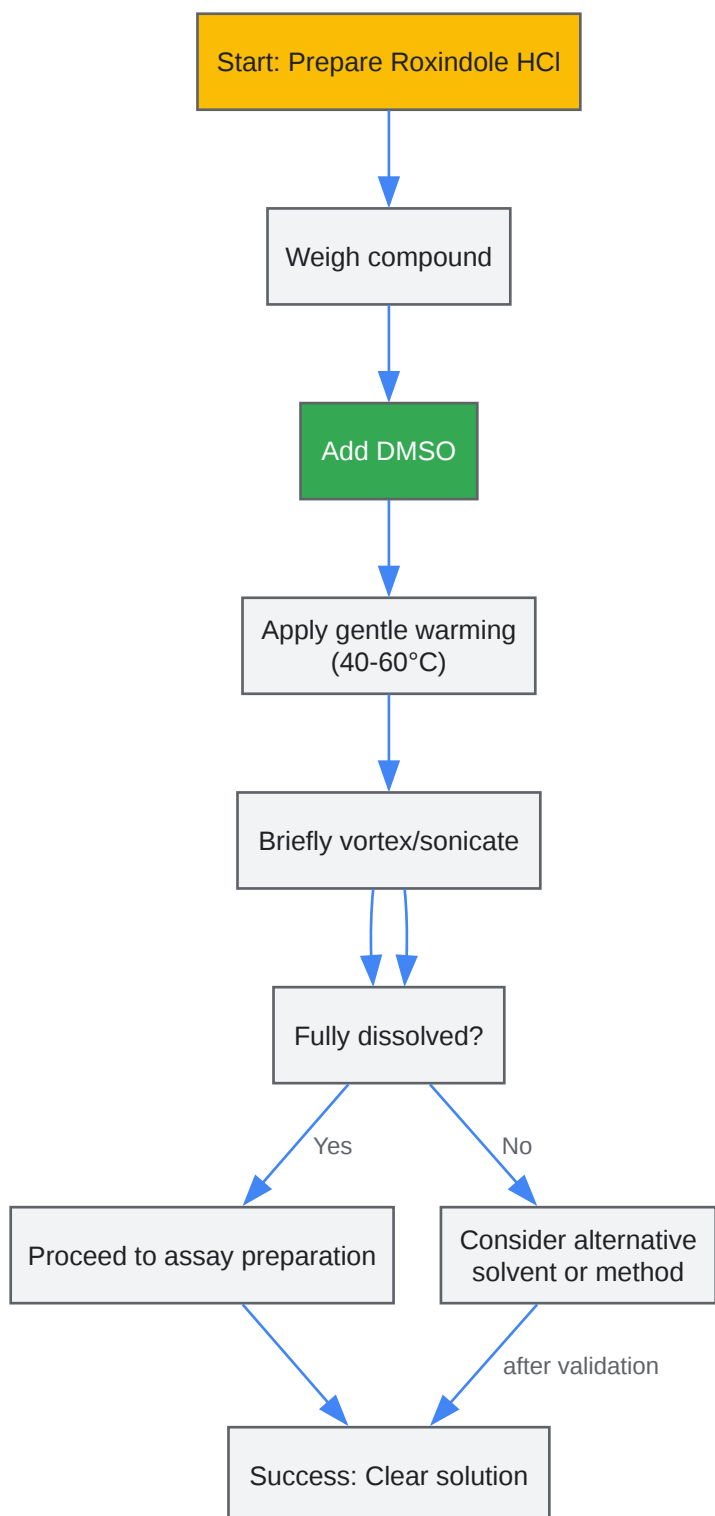 Start: Prepare Roxindole HCl
Weigh compound
Add DMSO
Apply gentle warming
(40-60°C)
Briefly vortex/sonicate
Fully dissolved?
Yes
No
Proceed to assay preparation
Consider alternative
solvent or method
after validation
Success: Clear solution